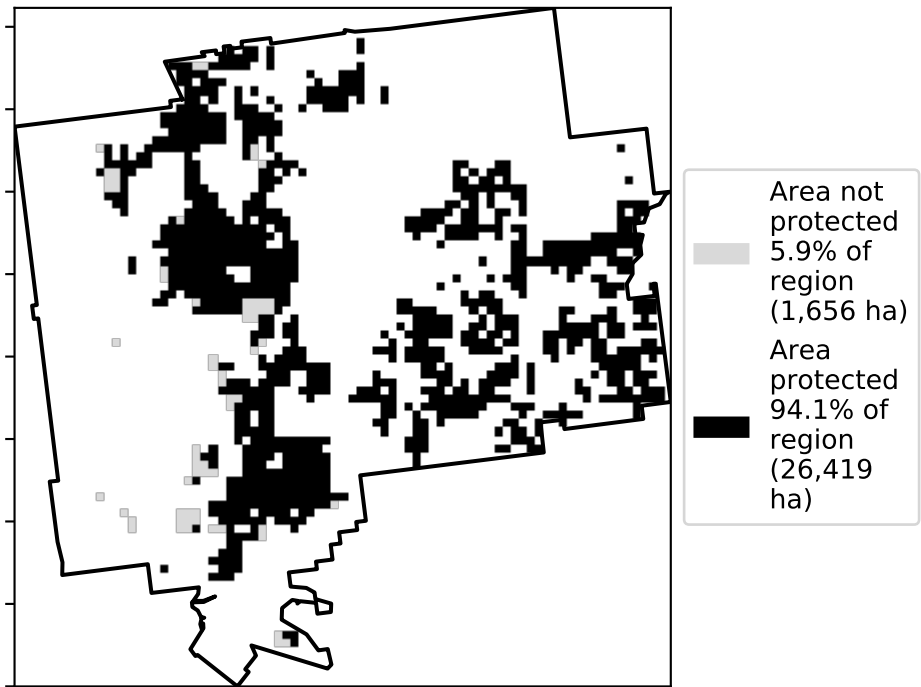 Area not
protected
5.9% of
region
(1,656 ha)
Area
protected
94.1% of
region
(26,419
ha)